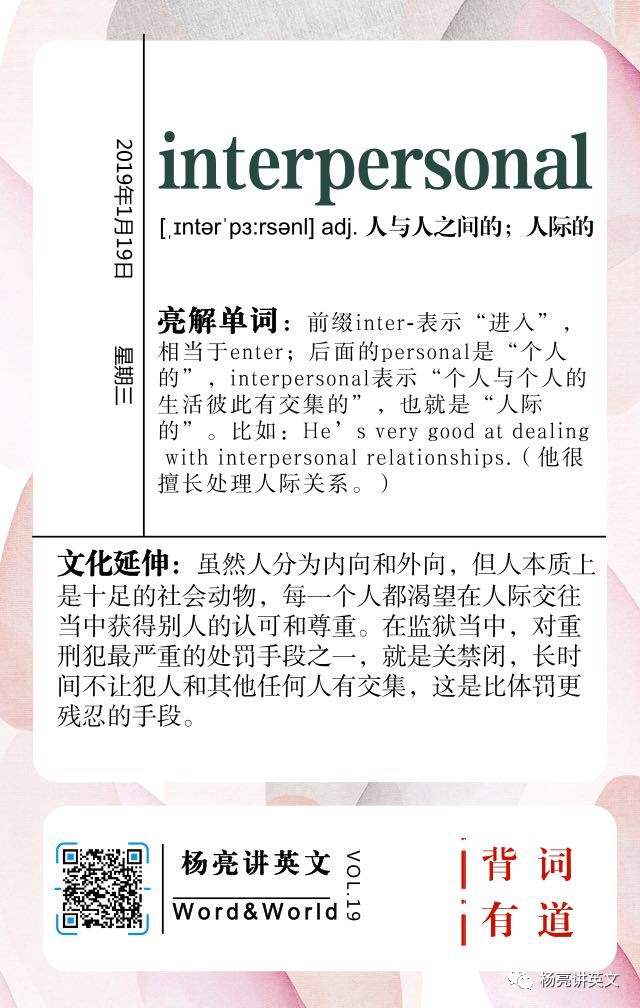 2019年1月19日
星期三
interpersonal
[ˌɪntərˈpɜ:rsənl] adj. 人与人之间的；人际的
亮解单词：前缀inter-表示“进入”，
相当于enter；后面的personal是“个人
的”，interpersonal表示“个人与个人的
生活彼此有交集的”，也就是“人际
的”。比如：He’s very good at dealing
with interpersonal relationships.（他很
擅长处理人际关系。）
文化延伸：虽然人分为内向和外向，但人本质上
是十足的社会动物，每一个人都渴望在人际交往
当中获得别人的认可和尊重。在监狱当中，对重
刑犯最严重的处罚手段之一，就是关禁闭，长时
间不让犯人和其他任何人有交集，这是比体罚更
残忍的手段。
杨亮讲英文
Word&World
VOL.19
背词
有道
杨亮讲英文